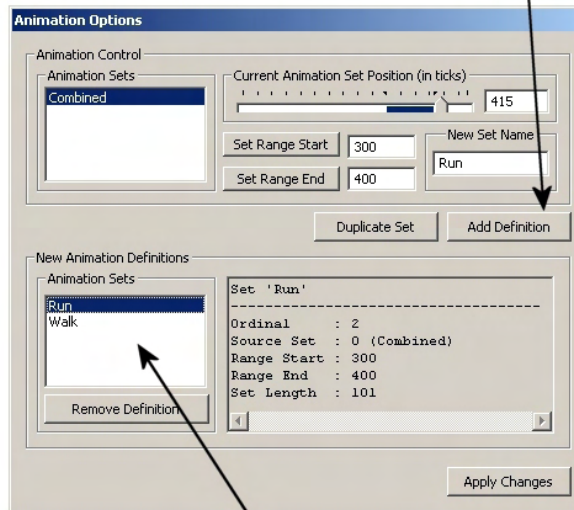 Animation Options
Animation Control
Animation Sets
Combined
Current Animation Set Position (in ticks)
415
Set Range Start
300
Set Range End
400
New Set Name
Run
Duplicate Set
Add Definition
New Animation Definitions
Animation Sets
Run
Walk
Remove Definition
Set 'Run'
----------------------------------------
Ordinal : 2
Source Set : 0 (Combined)
Range Start : 300
Range End : 400
Set Length : 101
Apply Changes